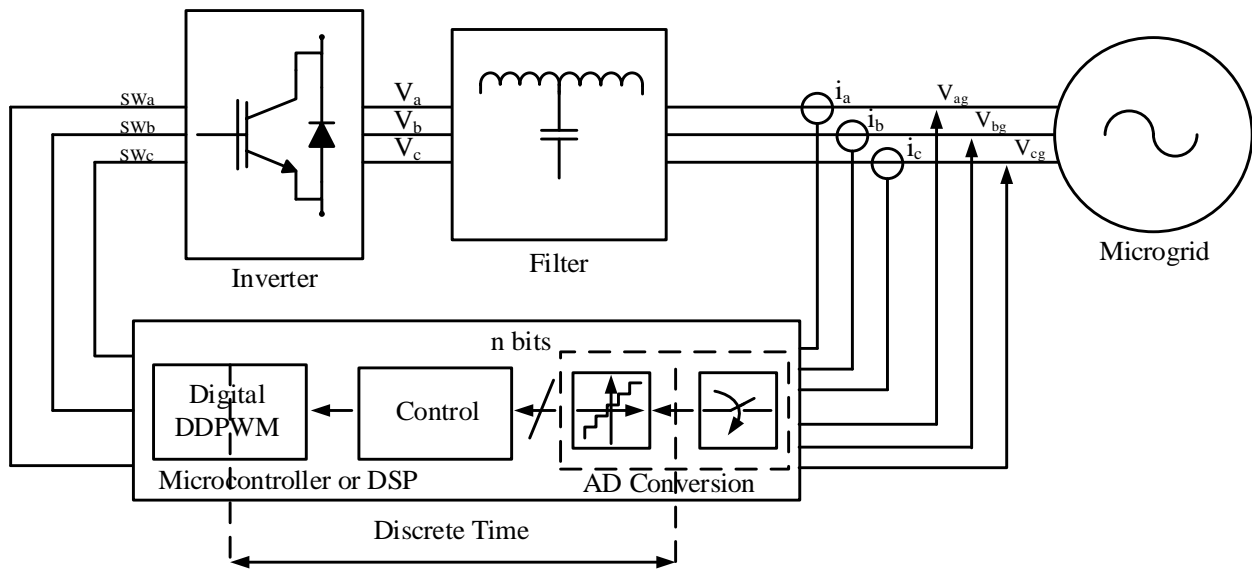 SWa
SWb
SWc
Va
Vb
Vc
ia
ib
ic
Vag
Vbg
Vcg
Inverter
Filter
Microgrid
n bits
Digital
DDPWM
Control
Microcontroller or DSP
AD Conversion
Discrete Time